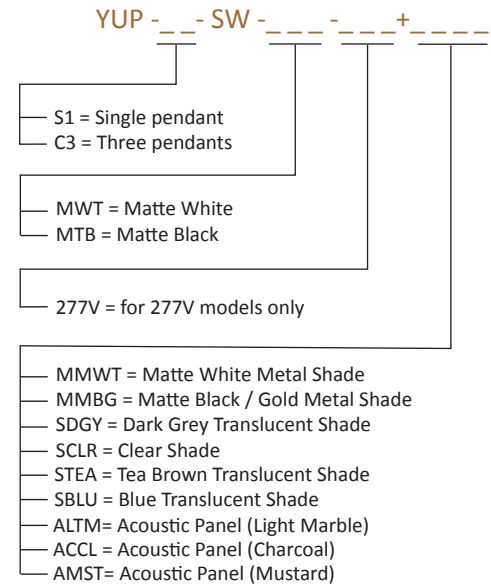 YUP -_ _- SW -_ _ _ -_ _ _+_ _ _ _
S1 = Single pendant
C3 = Three pendants
MWT = Matte White
MTB = Matte Black
277V = for 277V models only
MMWT = Matte White Metal Shade
MMBG = Matte Black / Gold Metal Shade
SDGY = Dark Grey Translucent Shade
SCLR = Clear Shade
STEA = Tea Brown Translucent Shade
SBLU = Blue Translucent Shade
ALTM= Acoustic Panel (Light Marble)
ACCL = Acoustic Panel (Charcoal)
AMST= Acoustic Panel (Mustard)